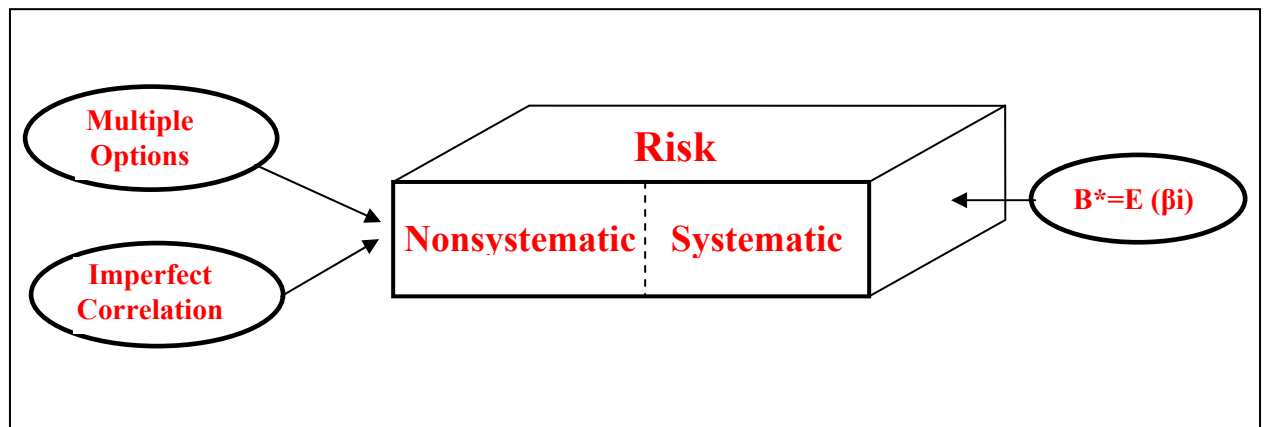 Multiple
Options
Risk
Nonsystematic
Systematic
B*=E (βi)
Imperfect
Correlation